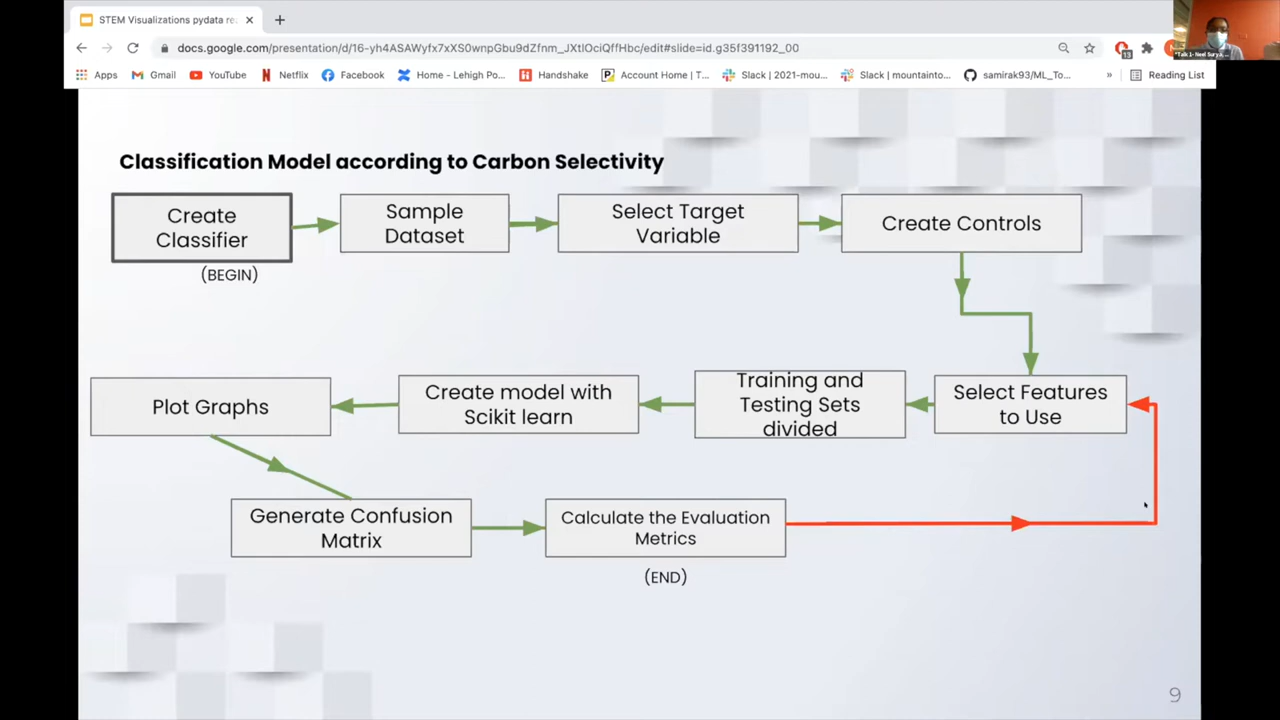 STEM Visualizations pydata re
docs.google.com/presentation/d/16-yh4ASAWyfx7xXS0wnpGbu9dZfnm_JXtlOciQffHbc/edit#slide=id.g35f391192_00
13
Apps
Gmail
YouTube
Netflix
Facebook
Home - Lehigh Po...
Handshake
Account Home | T...
Slack | 2021-mou...
Slack | mountainto...
samirak93/ML_To...
»
Reading List
Classification Model according to Carbon Selectivity
Create
Classifier
(BEGIN)
Sample
Dataset
Select Target
Variable
Create Controls
Select Features
to Use
Training and
Testing Sets
divided
Create model with
Scikit learn
Plot Graphs
Generate Confusion
Matrix
Calculate the Evaluation
Metrics
(END)
9